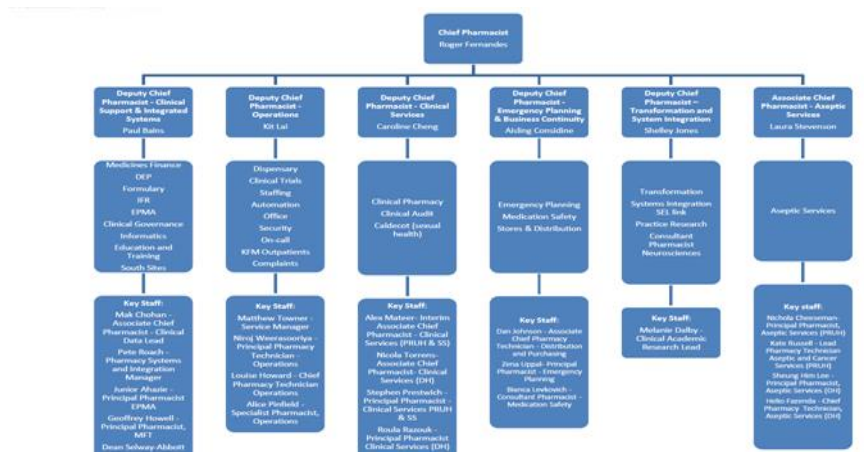 Chief Pharmacist
Roger Fernandes
Deputy Chief
Pharmacist - Clinical
Support & Integrated
Systems
Paul Bains
Medicines Finance
DEP
Formulary
IFR
EPMA
Clinical Governance
Informatics
Education and
Training
South Sites
Key Staff:
Mak Chohan -
Associate Chief
Pharmacist - Clinical
Data Lead
Pete Roach -
Pharmacy Systems
and Integration
Manager
Junior Ahazie -
Principal Pharmacist
EPMA
Geoffrey Howell -
Principal Pharmacist,
MFT
Dean Selway-Abbott
Deputy Chief
Pharmacist -
Operations
Kit Lai
Dispensary
Clinical Trials
Staffing
Automation
Office
Security
On-call
KFM Outpatients
Complaints
Key Staff:
Matthew Towner -
Service Manager
Niroj Weerasooriya -
Principal Pharmacy
Technician -
Operations
Louise Howard - Chief
Pharmacy Technician
Operations
Alice Pinfield -
Specialist Pharmacist,
Operations
Deputy Chief
Pharmacist - Clinical
Services
Caroline Cheng
Clinical Pharmacy
Clinical Audit
Caldecot (sexual
health)
Key Staff:
Alex Mateer- Interim
Associate Chief
Pharmacist - Clinical
Services (PRUH & SS)
Nicola Torrens-
Associate Chief
Pharmacist- Clinical
Services (DH)
Stephen Prestwich -
Principal Pharmacist -
Clinical Services PRUH
& SS
Roula Razouk -
Principal Pharmacist
Clinical Services (DH)
Deputy Chief
Pharmacist -
Emergency Planning
& Business Continuity
Aisling Considine
Emergency Planning
Medication Safety
Stores & Distribution
Key Staff:
Dan Johnson - Associate
Chief Pharmacy
Technician - Distribution
and Purchasing
Zena Uppal- Principal
Pharmacist - Emergency
Planning
Bianca Levkovich -
Consultant Pharmacist -
Medication Safety
Deputy Chief
Pharmacist –
Transformation and
System Integration
Shelley Jones
Transformation
Systems Integration
SEL link
Practice Research
Consultant
Pharmacist
Neurosciences
Key Staff:
Melanie Dalby -
Clinical Academic
Research Lead
Associate Chief
Pharmacist - Aseptic
Services
Laura Stevenson
Aseptic Services
Key staff:
Nichola Cheeseman-
Principal Pharmacist,
Aseptic Services (PRUH)
Kate Russell - Lead
Pharmacy Technician
Aseptic and Cancer
Services (PRUH)
Sheung Him Lee -
Principal Pharmacist,
Aseptic Services (DH)
Helio Fazenda - Chief
Pharmacy Technician,
Aseptic Services (DH)